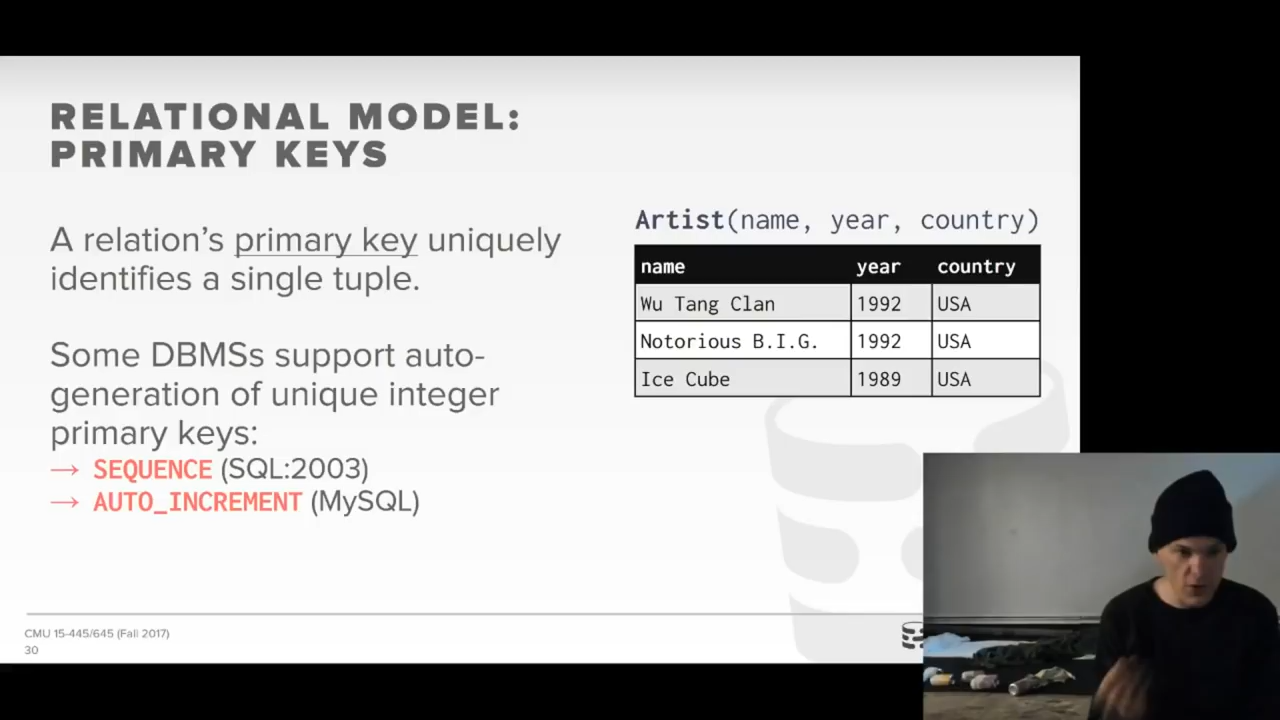 RELATIONAL MODEL:
PRIMARY KEYS
A relation's primary key uniquely
identifies a single tuple.
Some DBMSs support auto-
generation of unique integer
primary keys:
→ SEQUENCE (SQL:2003)
→ AUTO_INCREMENT (MySQL)
Artist(name, year, country)
name year country
Wu Tang Clan 1992 USA
Notorious B.I.G. 1992 USA
Ice Cube 1989 USA
CMU 15-445/645 (Fall 2017)
30